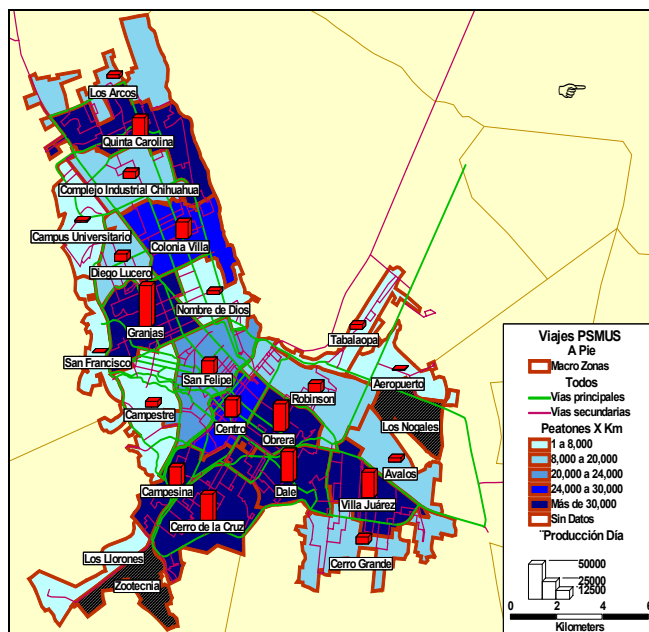 Los Arcos
Quinta Carolina
Complejo Industrial Chihuahua
Campus Universitario
Colonia Villa
Diego Lucero
Nombre de Dios
Granjas
Tabalaopa
San Francisco
San Felipe
Aeropuerto
Robinson
Campestre
Centro
Obrera
Los Nogales
Avalos
Campesina
Dale
Villa Juárez
Cerro de la Cruz
Los Llorones
Cerro Grande
Zootecnia
Viajes PSMUS
A Pie
Macro Zonas
Todos
Vias principales
Vias secundarias
Peatones X Km
1 a 8,000
8,000 a 20,000
20,000 a 24,000
24,000 a 30,000
Más de 30,000
Sin Datos
¨Producción Día
50000
25000
12500
0 2 4 6
Kilometers